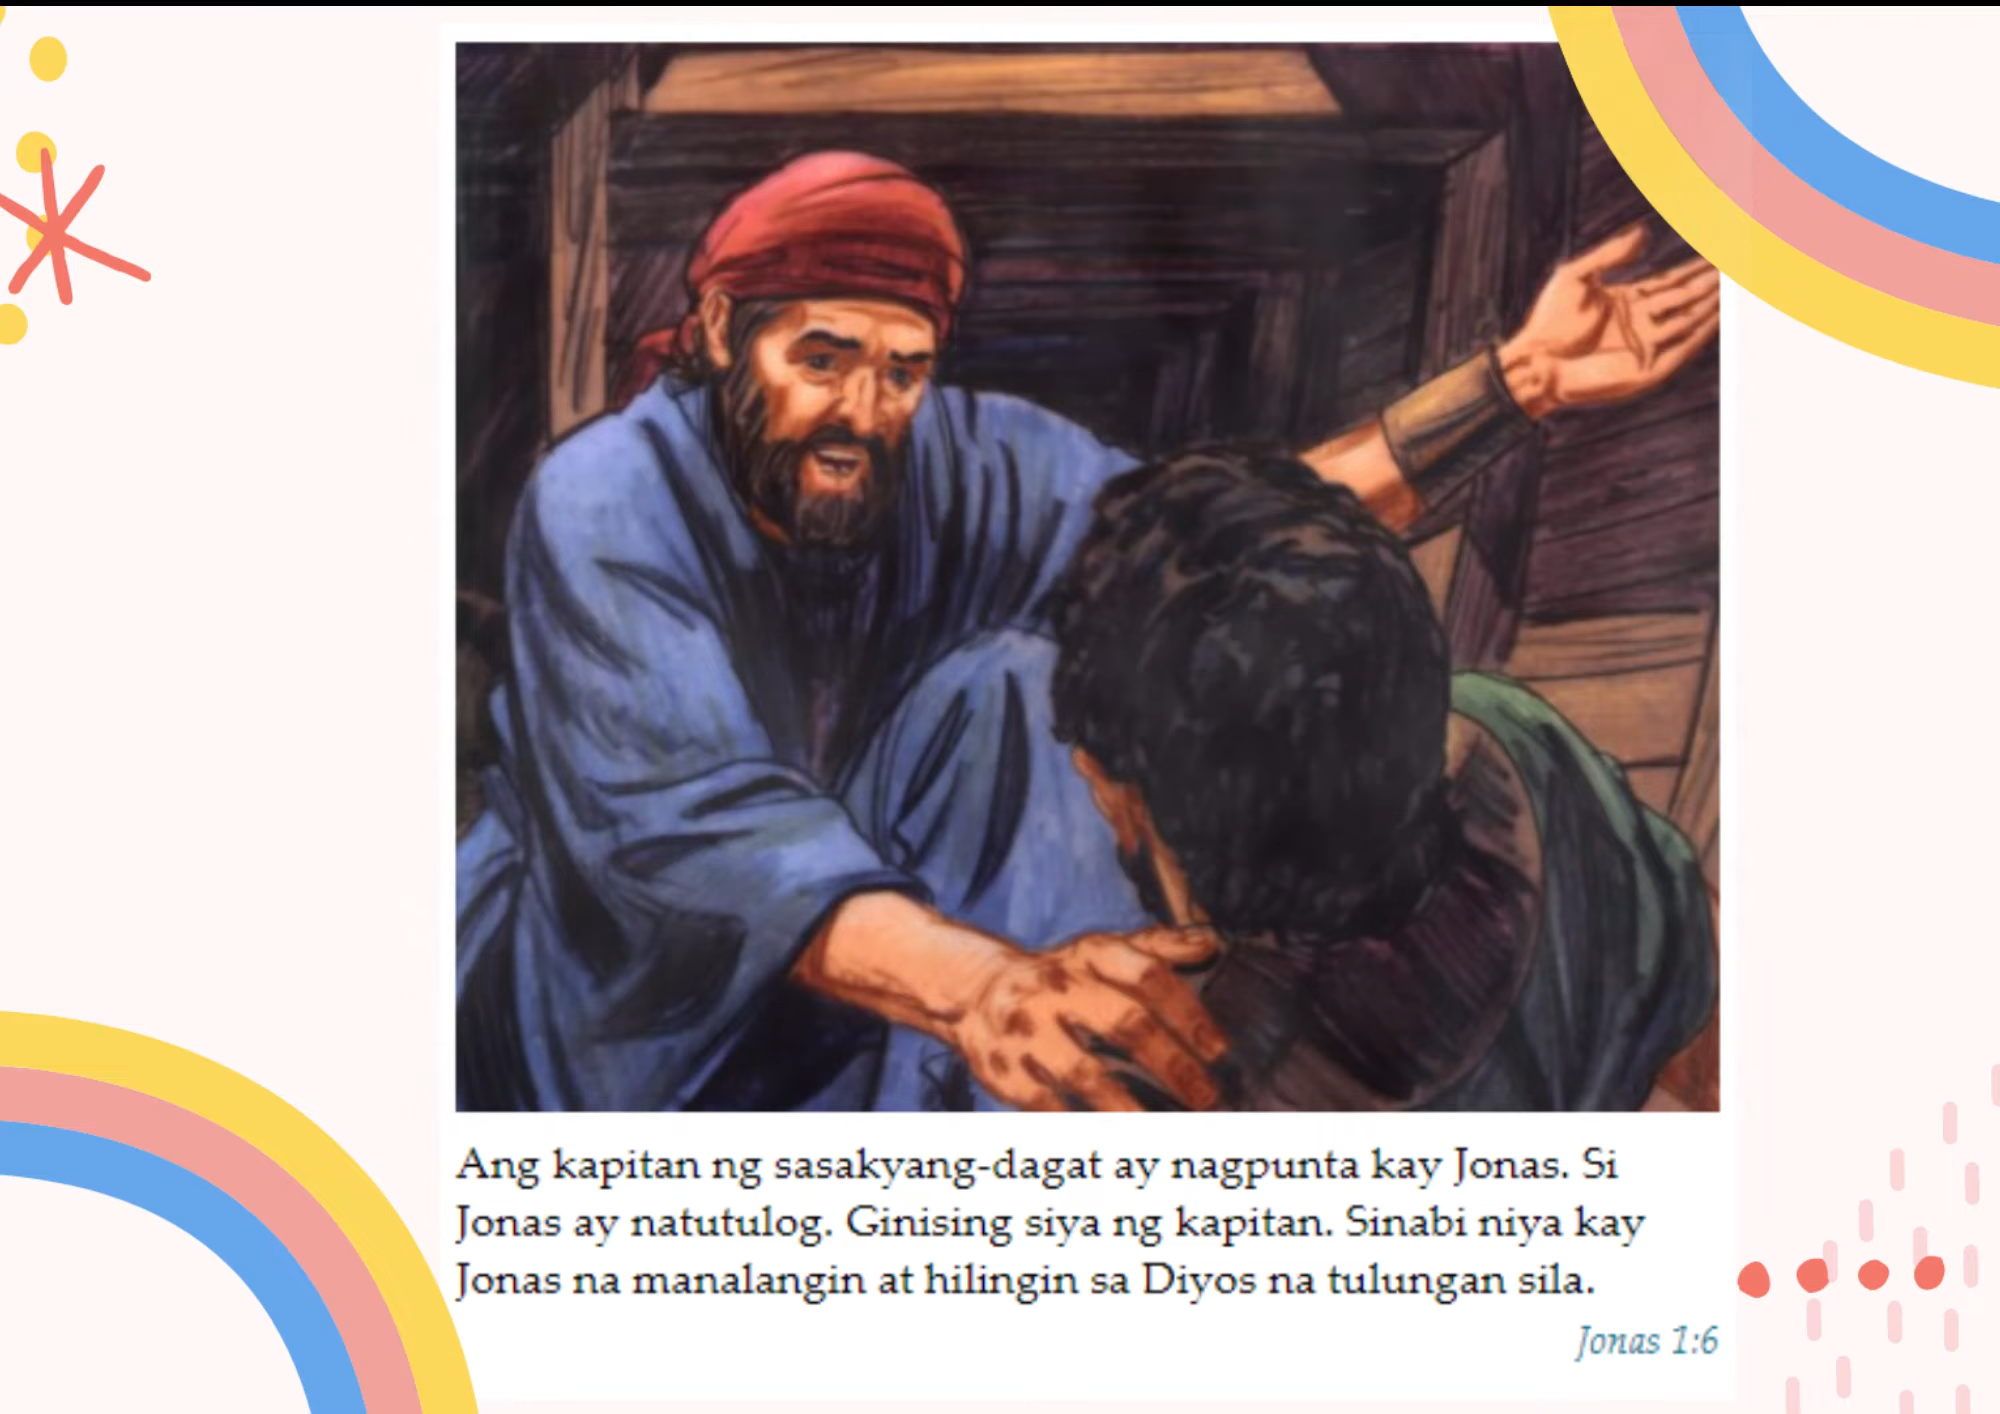 Ang kapitan ng sasakyang-dagat ay nagpunta kay Jonas. Si
Jonas ay natutulog. Ginising siya ng kapitan. Sinabi niya kay
Jonas na manalangin at hilingin sa Diyos na tulungan sila.
Jonas 1:6